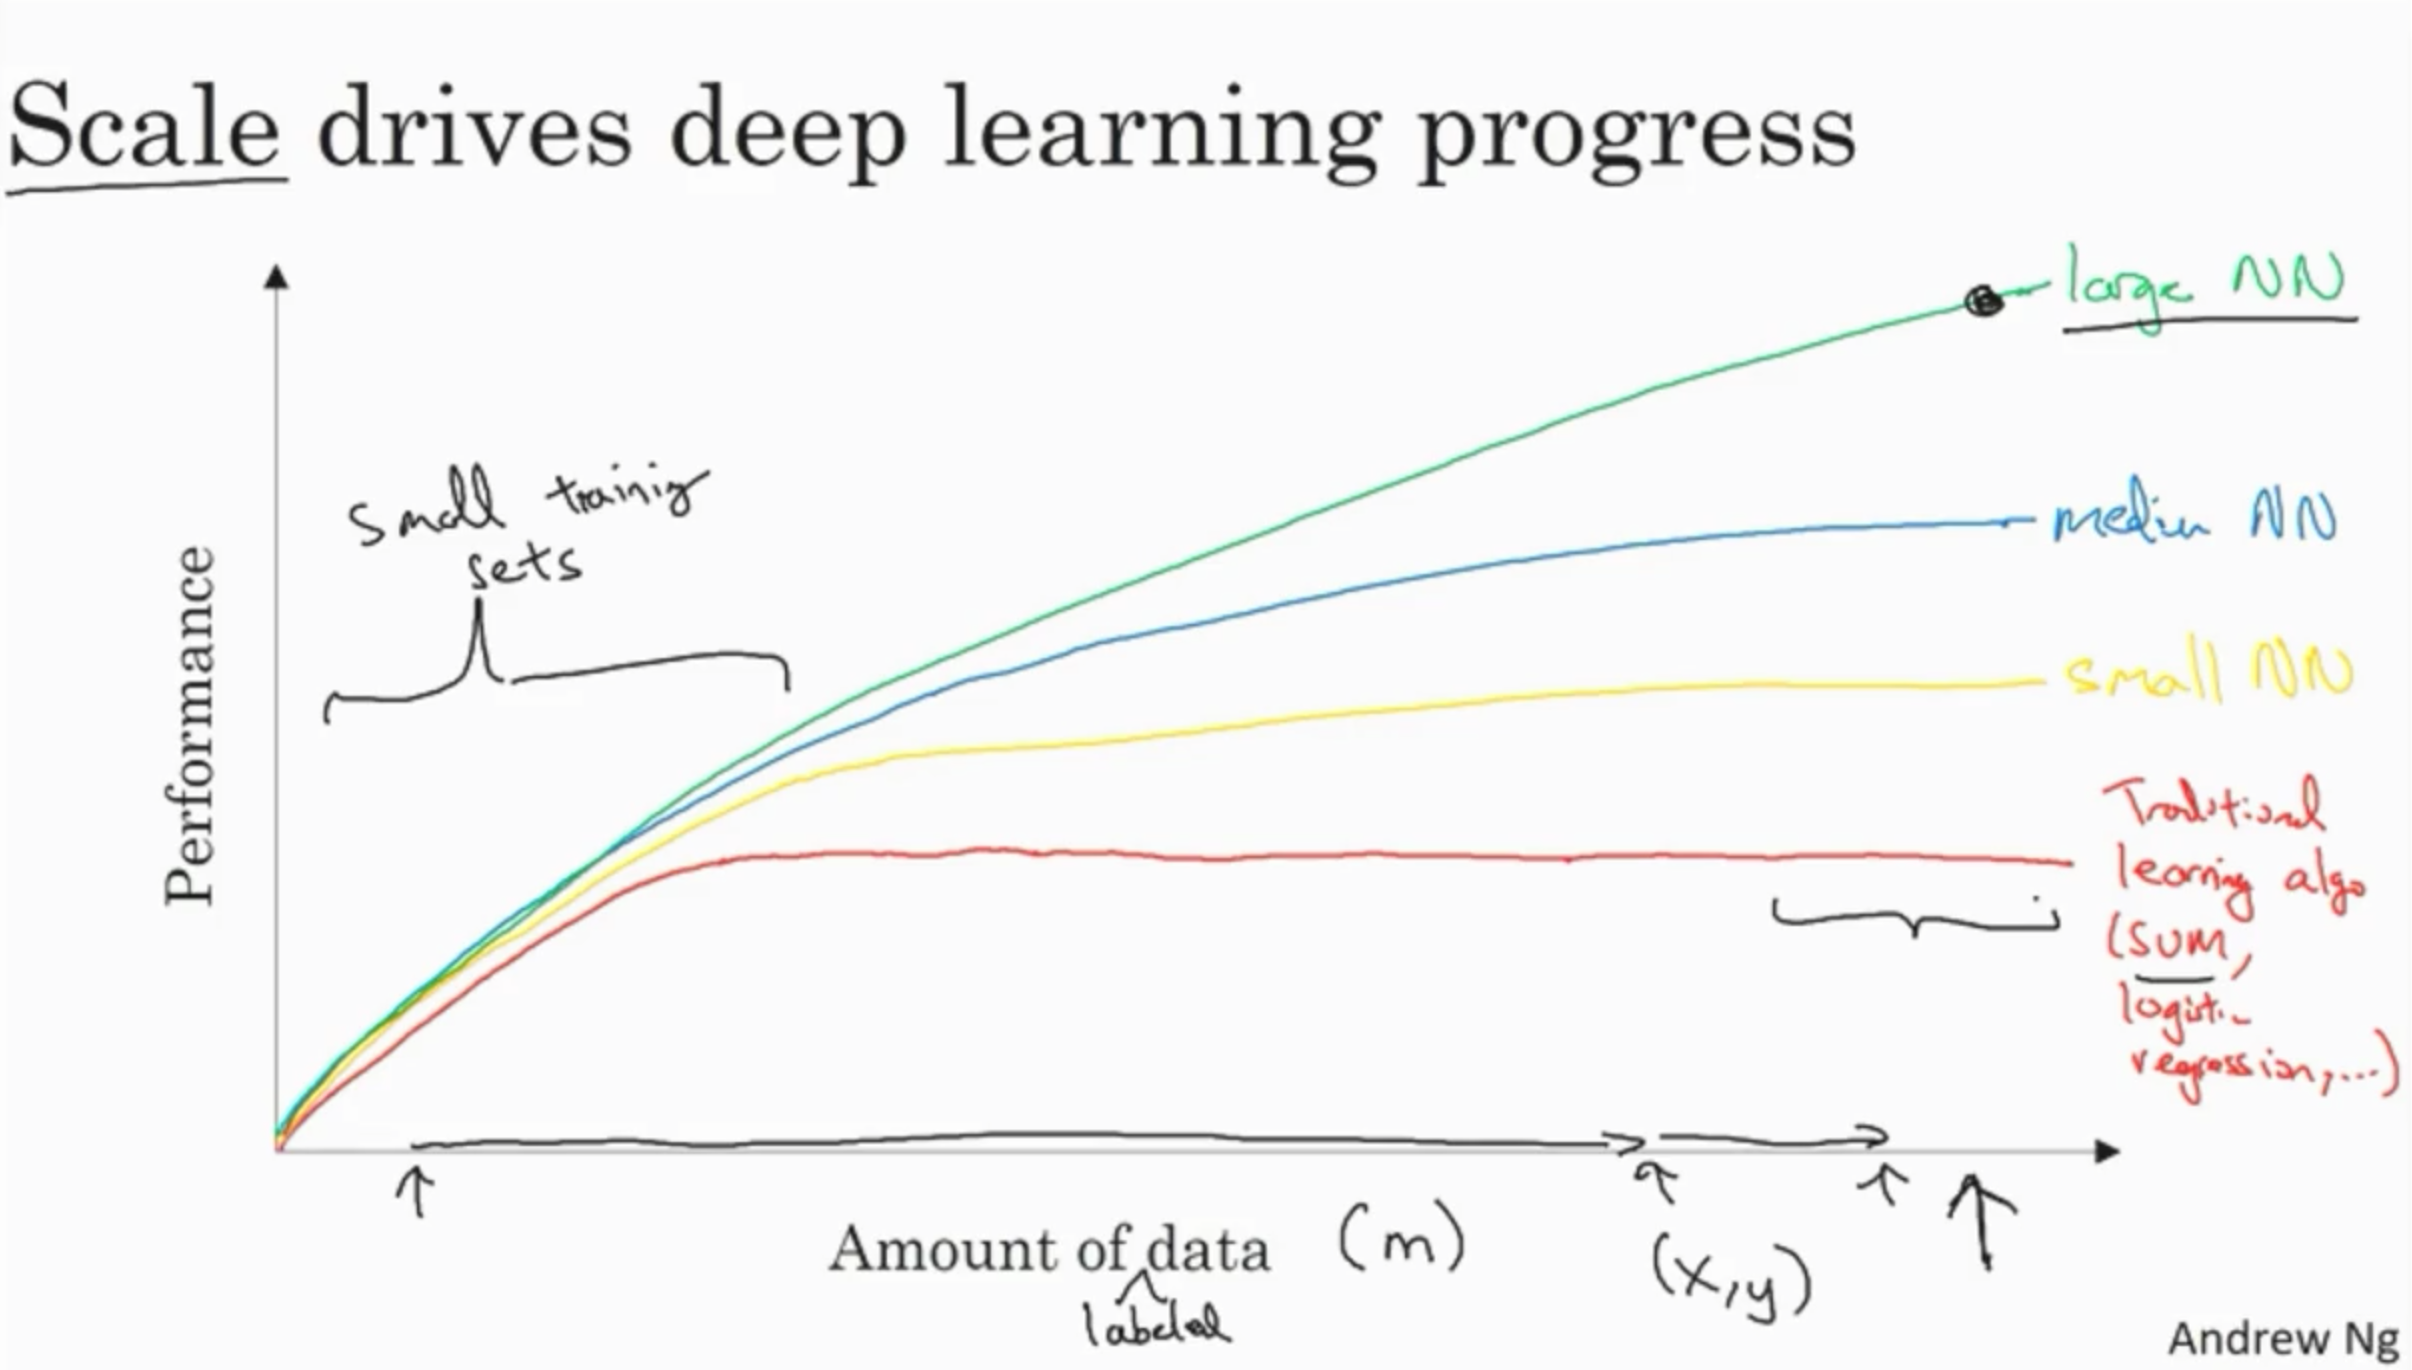 Scale drives deep learning progress
large NN
small training
sets
medium NN
small NN
Traditional
learning algo
(SVM,
logistic
regression,...)
Performance
Amount of data (m)
labeled
(x,y)
Andrew Ng